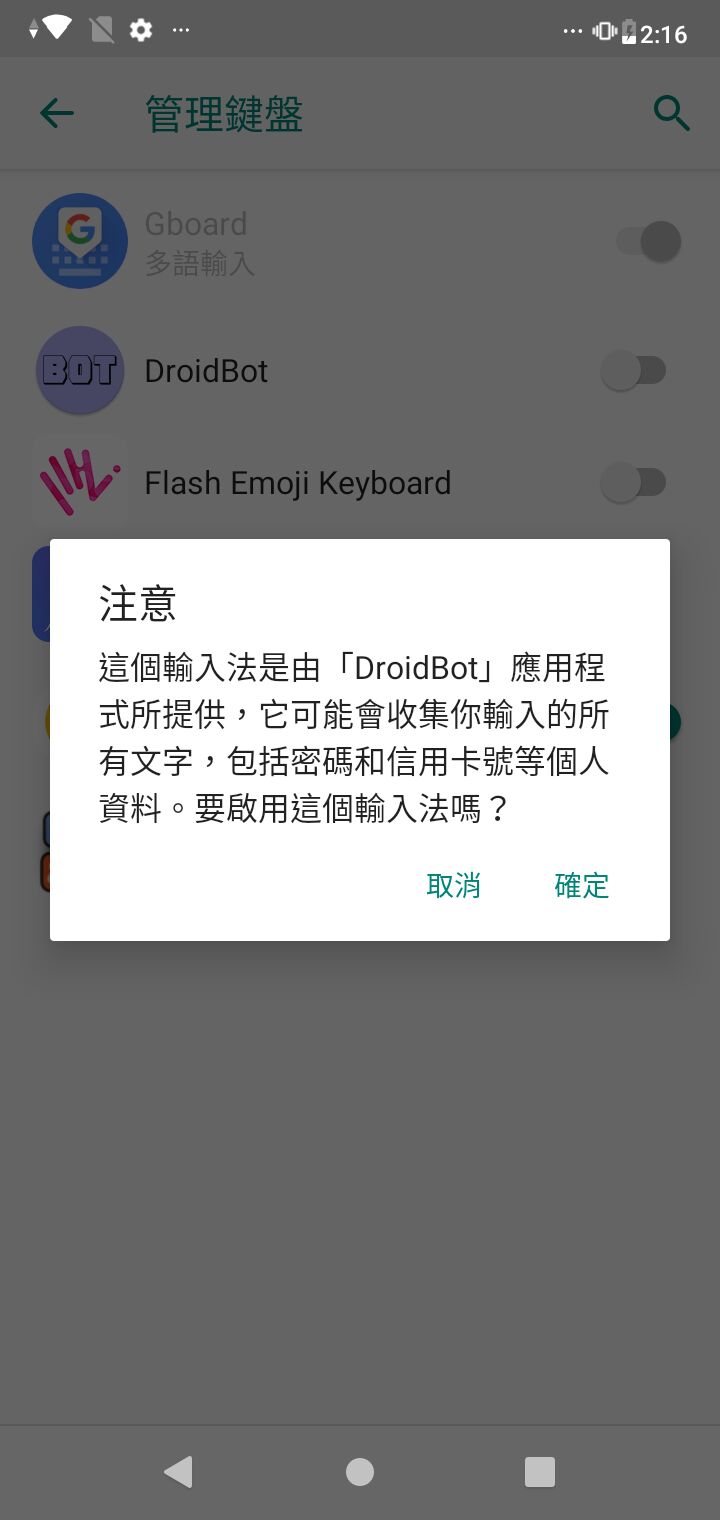 2:16
管理鍵盤
Gboard
多語輸入
BOT
DroidBot
Flash Emoji Keyboard
注意
這個輸入法是由「DroidBot」應用程
式所提供，它可能會收集你輸入的所
有文字，包括密碼和信用卡號等個人
資料。要啟用這個輸入法嗎？
取消
確定